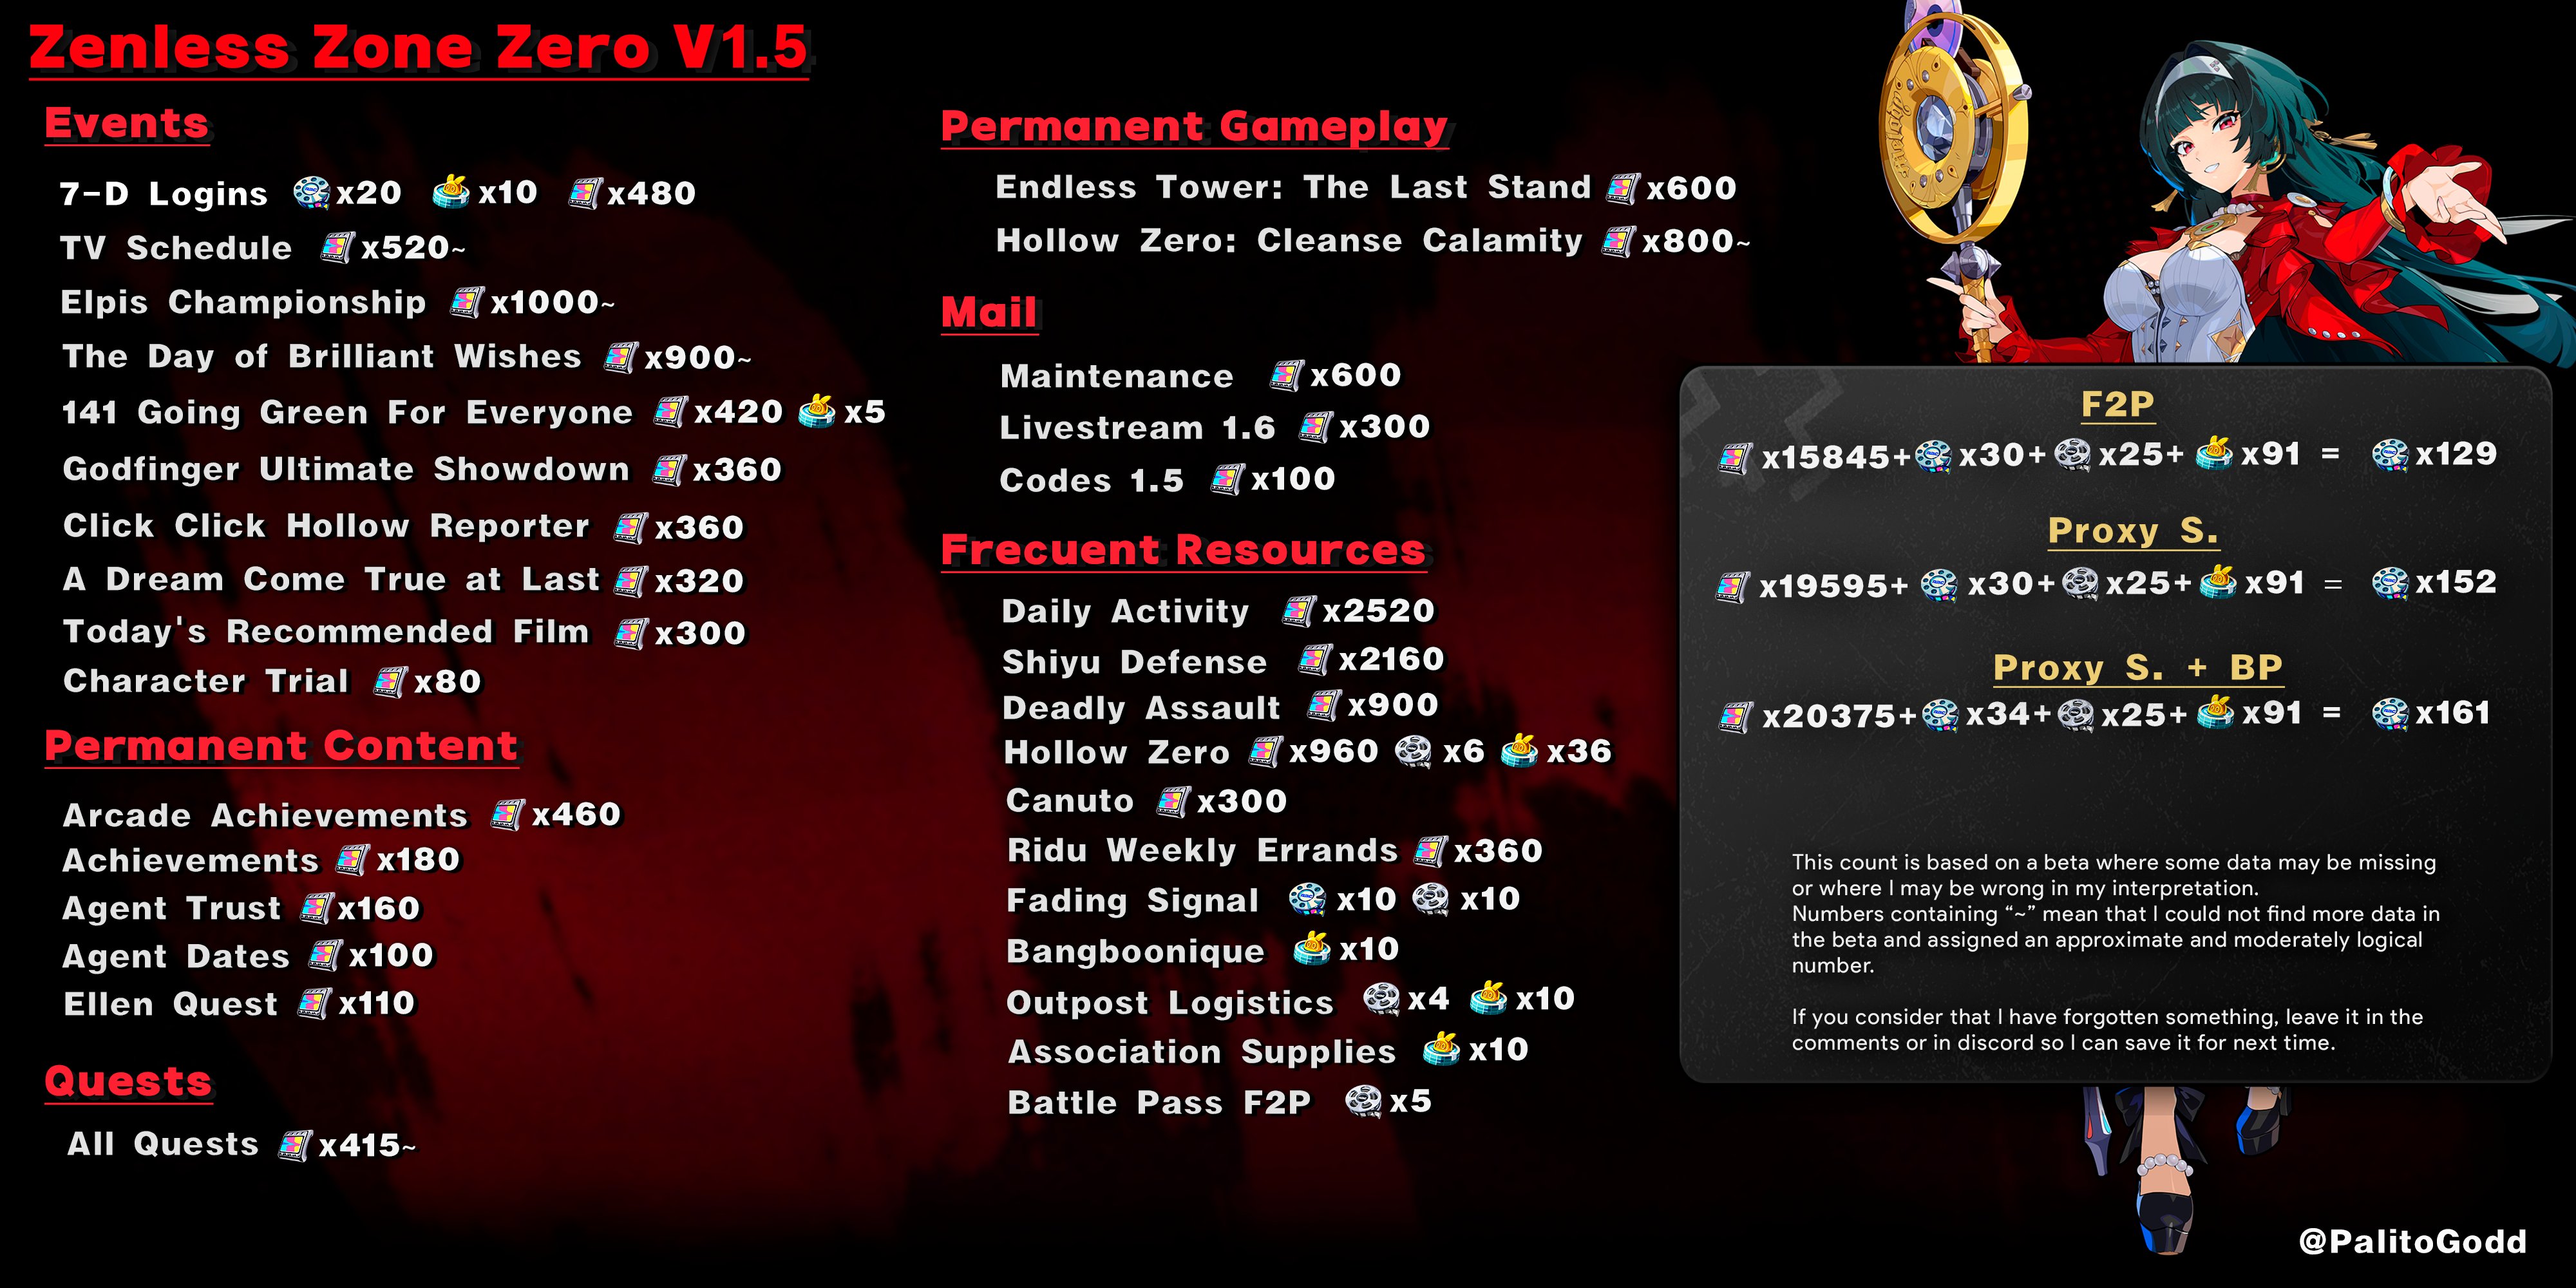 Zenless Zone Zero V1.5
Events
7-D Logins x20 x10 x480
TV Schedule x520~
Elpis Championship x1000~
The Day of Brilliant Wishes x900~
141 Going Green For Everyone x420 x5
Godfinger Ultimate Showdown x360
Click Click Hollow Reporter x360
A Dream Come True at Last x320
Today's Recommended Film x300
Character Trial x80
Permanent Content
Arcade Achievements x460
Achievements x180
Agent Trust x160
Agent Dates x100
Ellen Quest x110
Quests
All Quests x415~
Permanent Gameplay
Endless Tower: The Last Stand x600
Hollow Zero: Cleanse Calamity x800~
Mail
Maintenance x600
Livestream 1.6 x300
Codes 1.5 x100
Frecuent Resources
Daily Activity x2520
Shiyu Defense x2160
Deadly Assault x900
Hollow Zero x960 x6 x36
Canuto x300
Ridu Weekly Errands x360
Fading Signal x10 x10
Bangboonique x10
Outpost Logistics x4 x10
Association Supplies x10
Battle Pass F2P x5
F2P
x15845+ x30+ x25+ x91 = x129
Proxy S.
x19595+ x30+ x25+ x91 = x152
Proxy S. + BP
x20375+ x34+ x25+ x91 = x161
This count is based on a beta where some data may be missing
or where I may be wrong in my interpretation.
Numbers containing “~” mean that I could not find more data in
the beta and assigned an approximate and moderately logical
number.
If you consider that I have forgotten something, leave it in the
comments or in discord so I can save it for next time.
@PalitoGodd